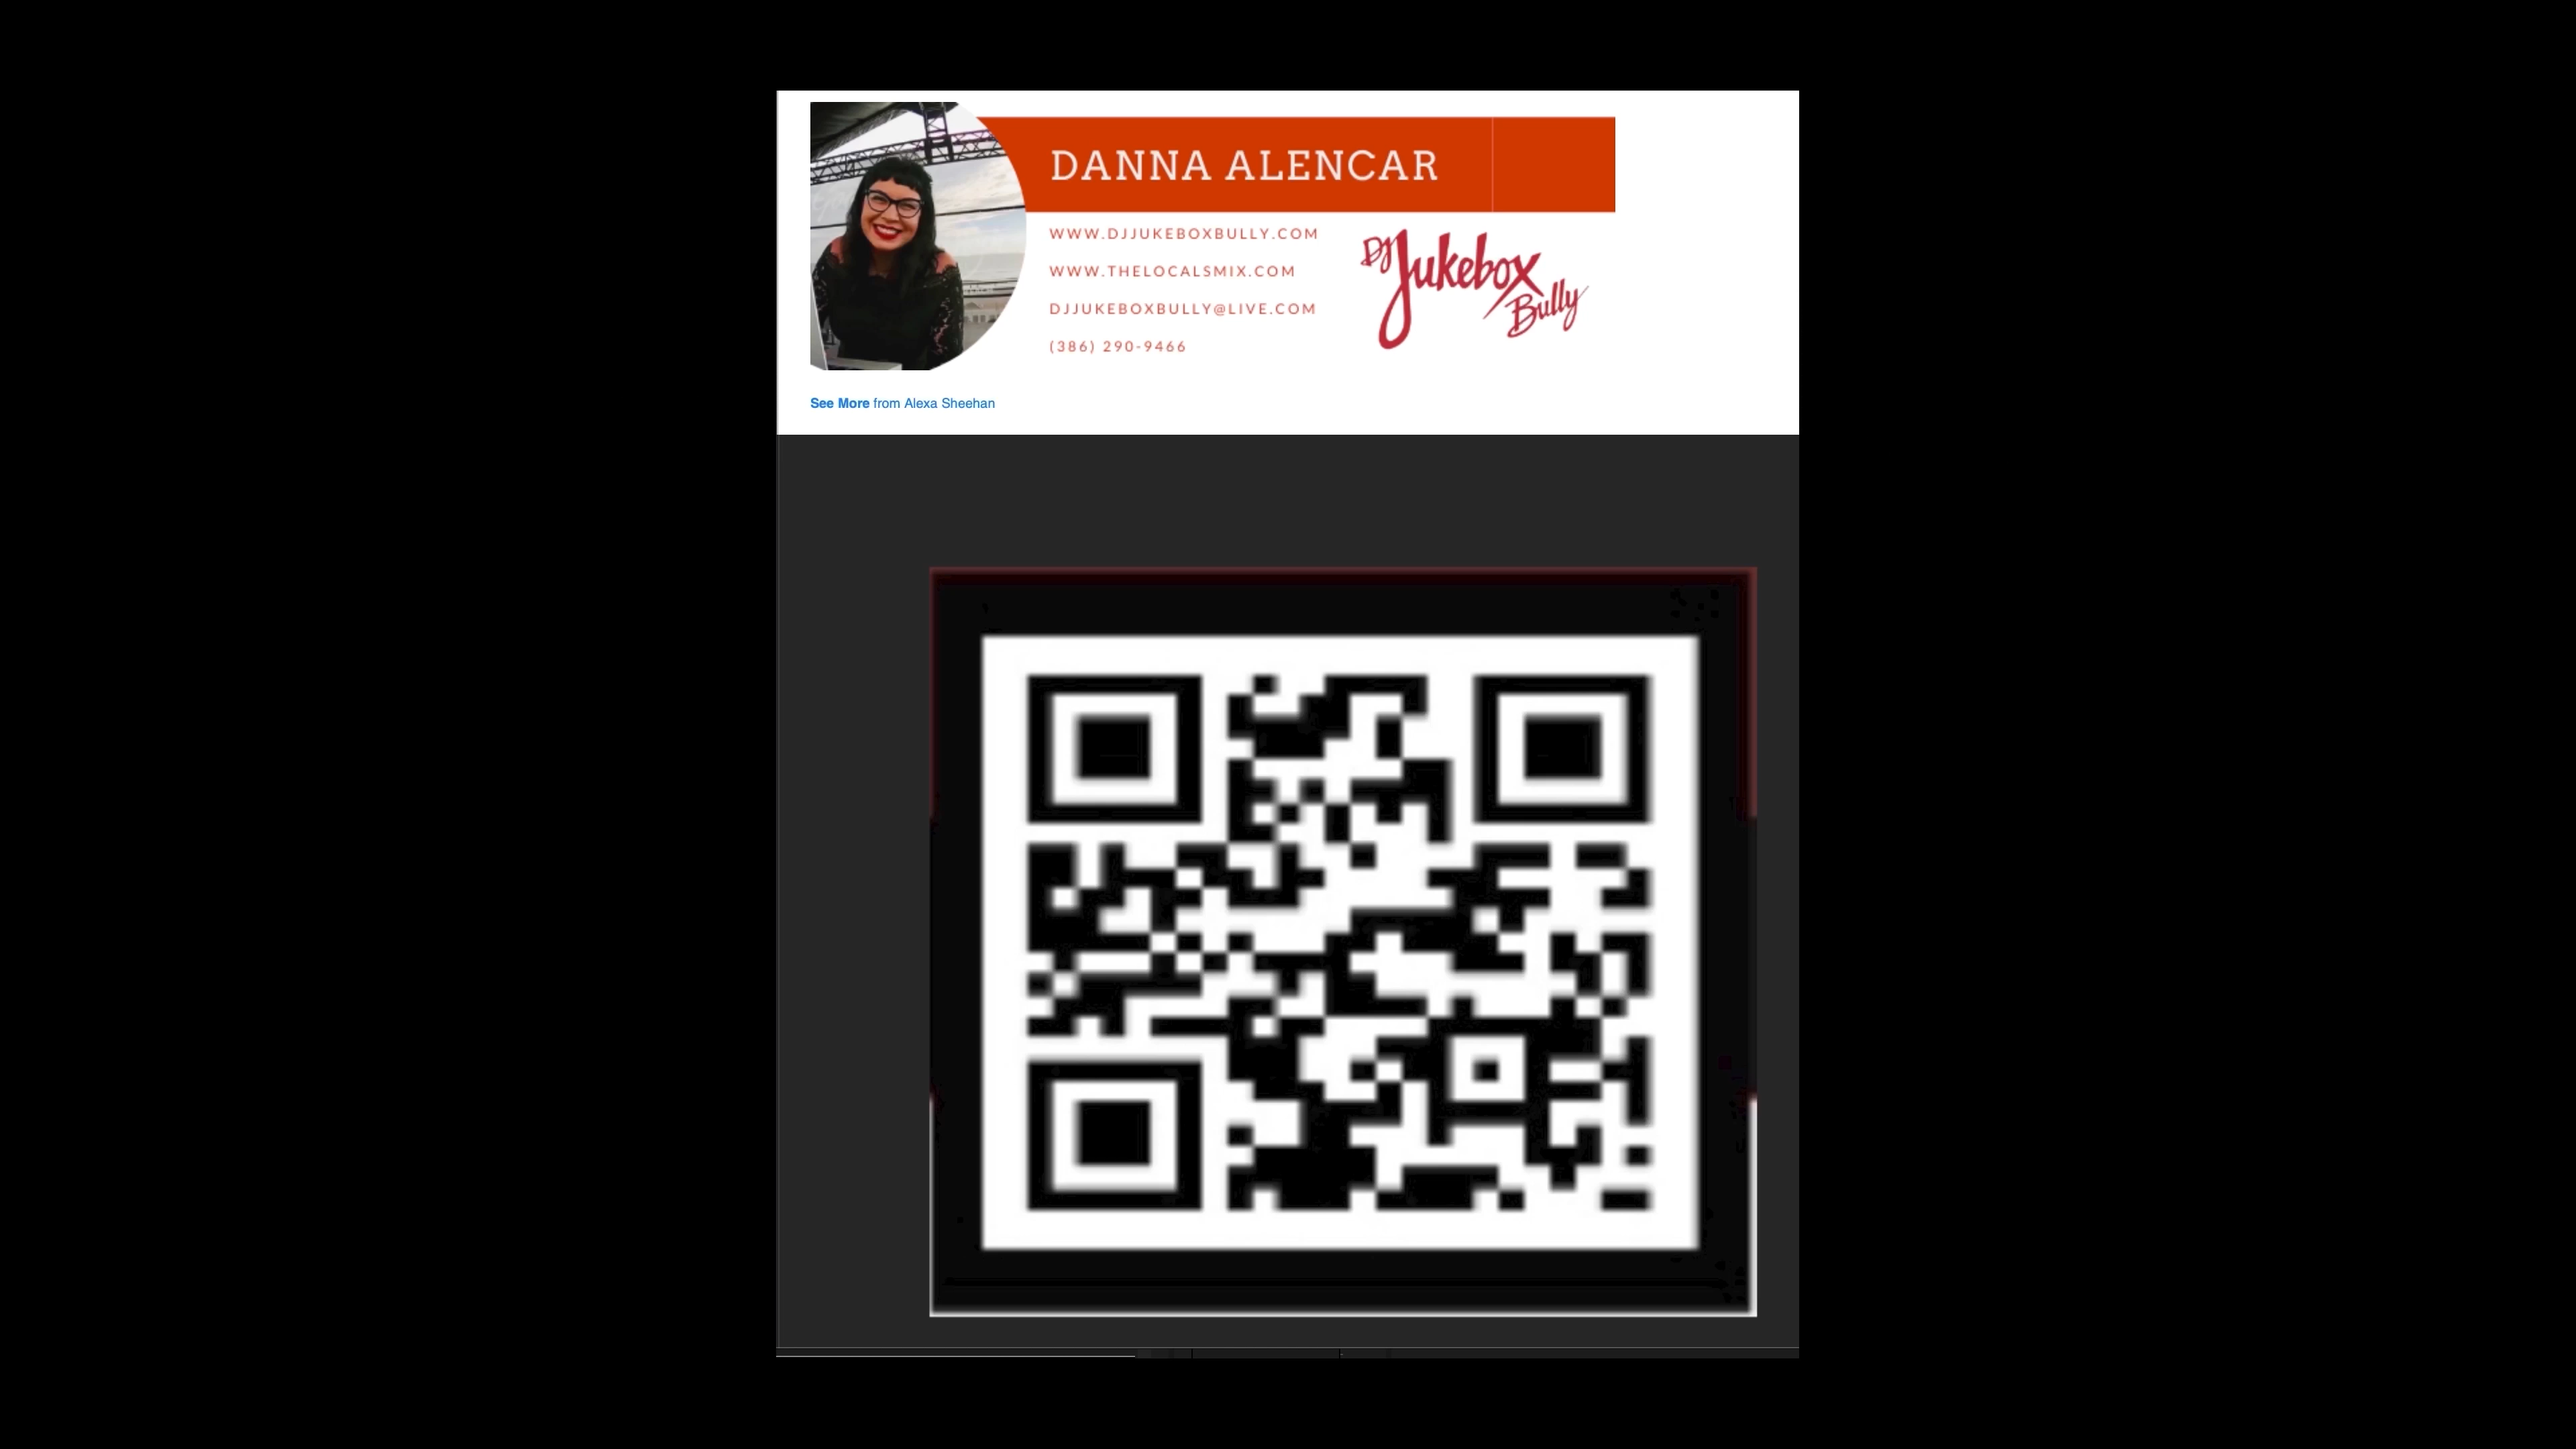 DANNA ALENCAR
WWW.DJJUKEBOXBULLY.COM
WWW.THELOCALSMIX.COM
DJJUKEBOXBULLY@LIVE.COM
(386) 290-9466
DJ Jukebox Bully
See More from Alexa Sheehan